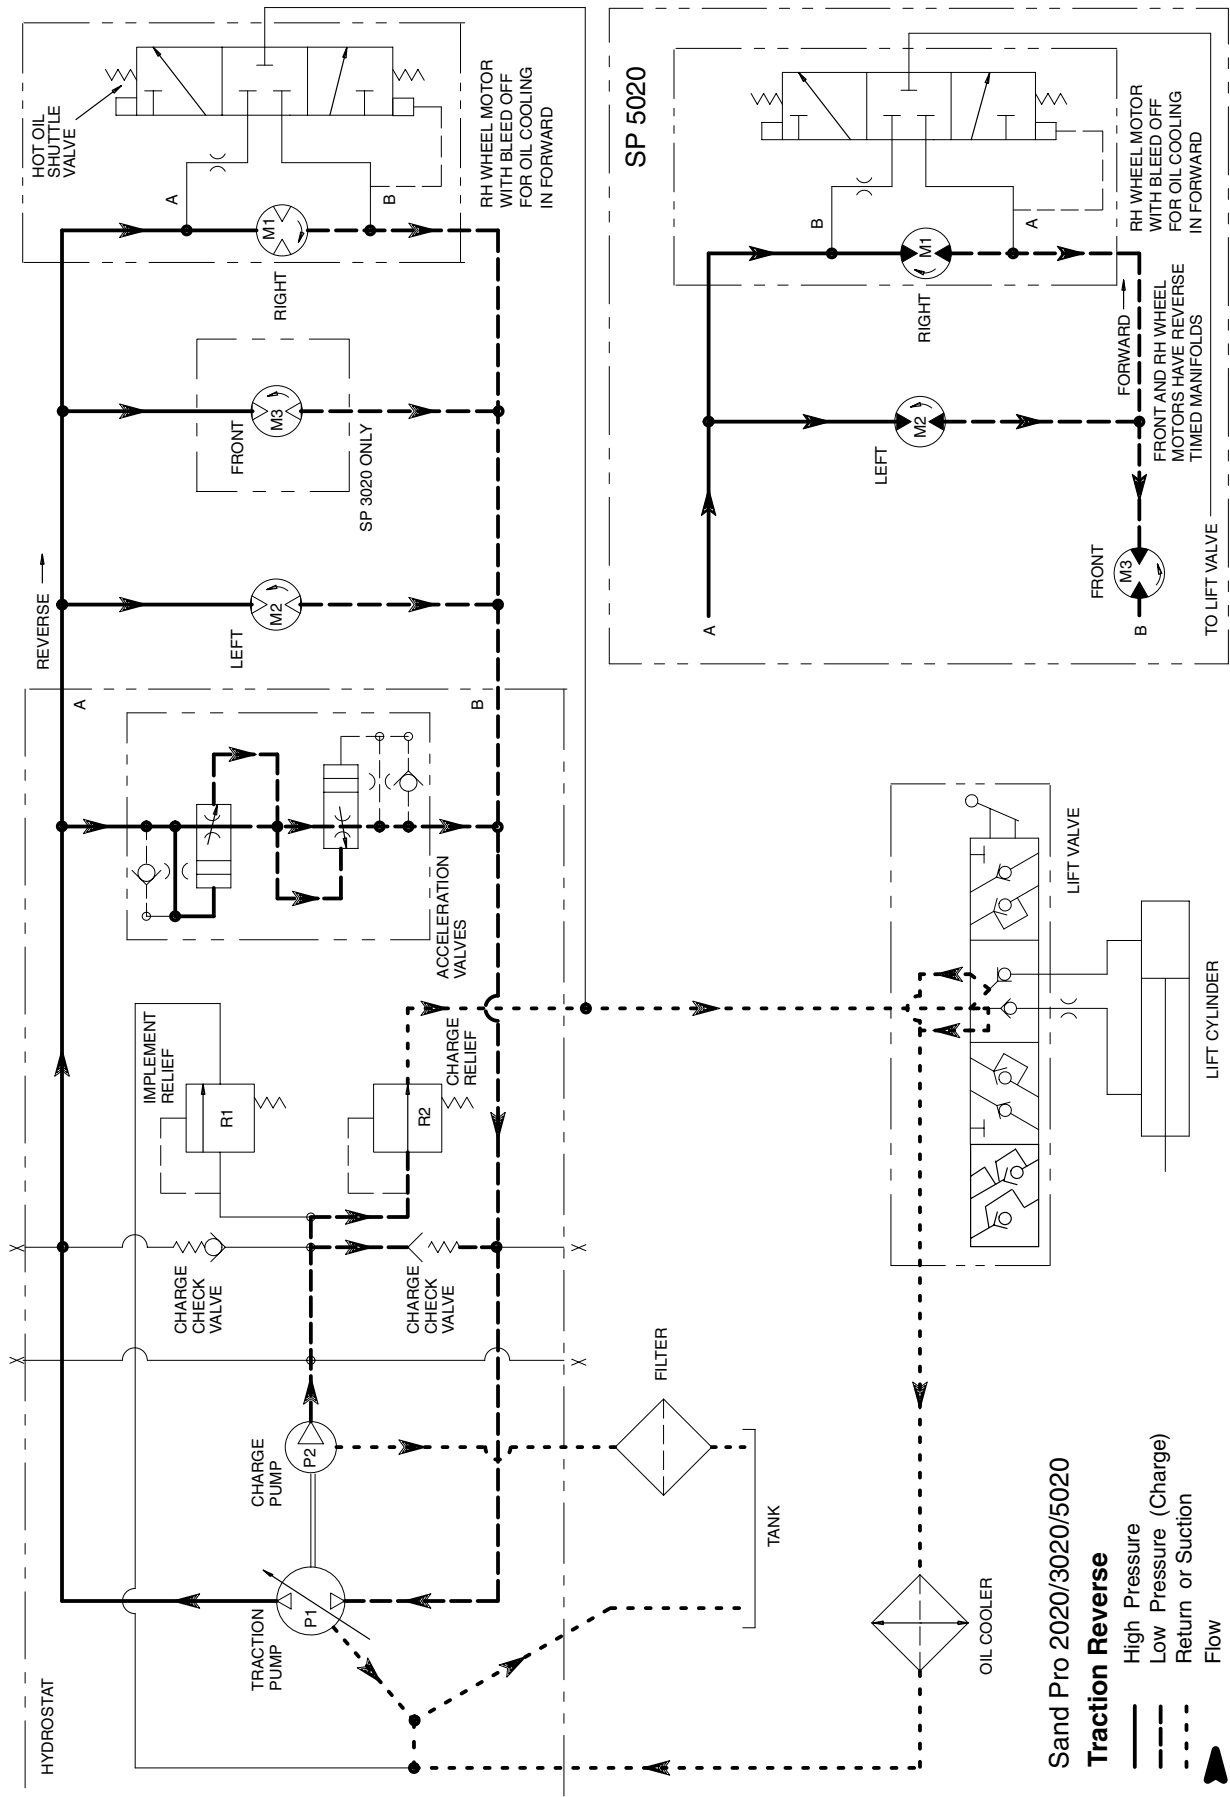 HYDROSTAT
TRACTION
PUMP
P1
CHARGE
PUMP
P2
X
X
X
X
CHARGE
CHECK
VALVE
CHARGE
CHECK
VALVE
IMPLEMENT
RELIEF
R1
R2
CHARGE
RELIEF
ACCELERATION
VALVES
A
B
REVERSE
LEFT
M2
FRONT
M3
SP 3020 ONLY
RIGHT
M1
A
B
HOT OIL
SHUTTLE
VALVE
RH WHEEL MOTOR
WITH BLEED OFF
FOR OIL COOLING
IN FORWARD
FILTER
TANK
OIL COOLER
LIFT VALVE
LIFT CYLINDER
SP 5020
A
B
FRONT
M3
LEFT
M2
RIGHT
M1
B
A
FORWARD
FRONT AND RH WHEEL
MOTORS HAVE REVERSE
TIMED MANIFOLDS
RH WHEEL MOTOR
WITH BLEED OFF
FOR OIL COOLING
IN FORWARD
TO LIFT VALVE
Sand Pro 2020/3020/5020
Traction Reverse
High Pressure
Low Pressure (Charge)
Return or Suction
Flow